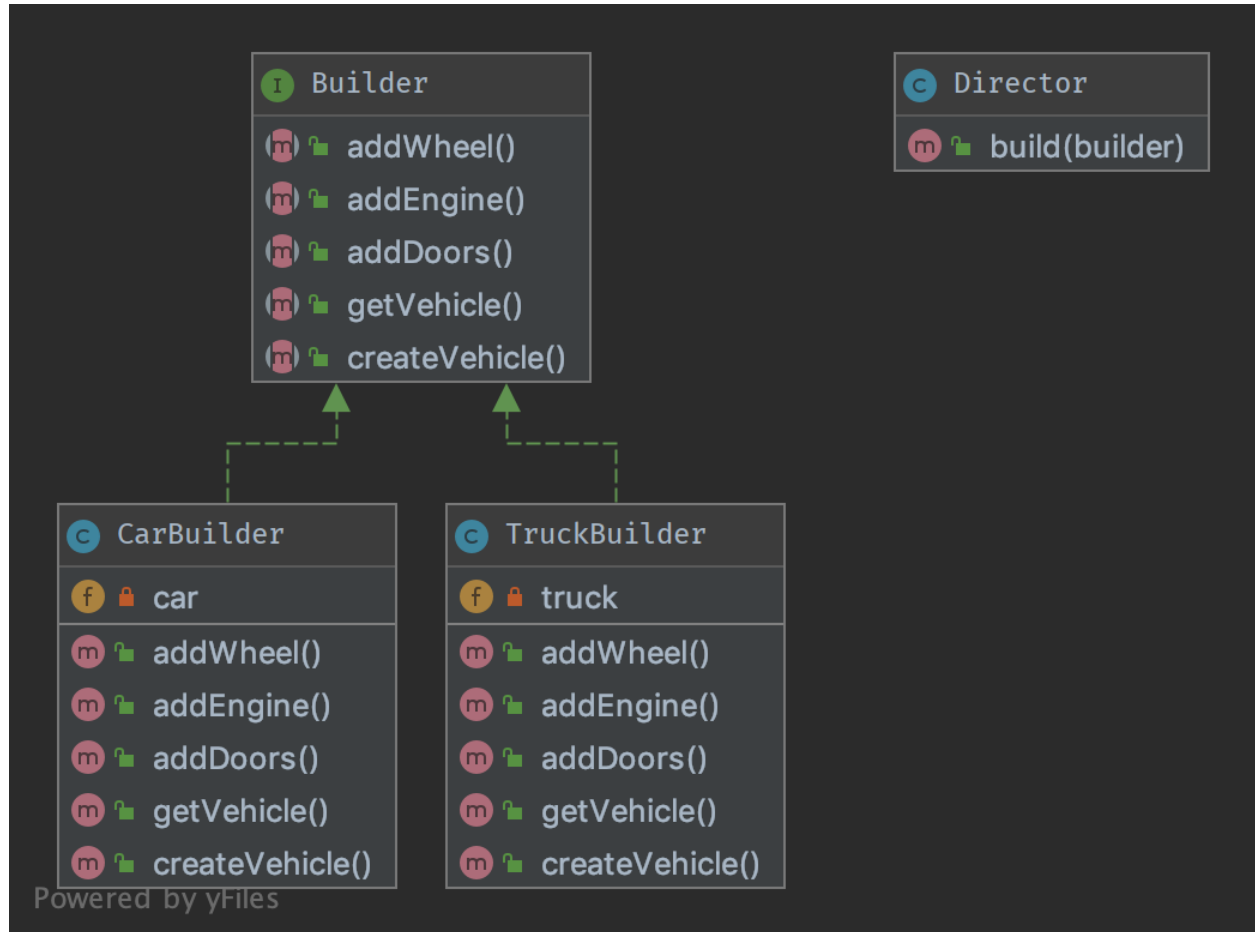 Builder
addWheel()
addEngine()
addDoors()
getVehicle()
createVehicle()
Director
build(builder)
CarBuilder
car
addWheel()
addEngine()
addDoors()
getVehicle()
createVehicle()
TruckBuilder
truck
addWheel()
addEngine()
addDoors()
getVehicle()
createVehicle()
Powered by yFiles